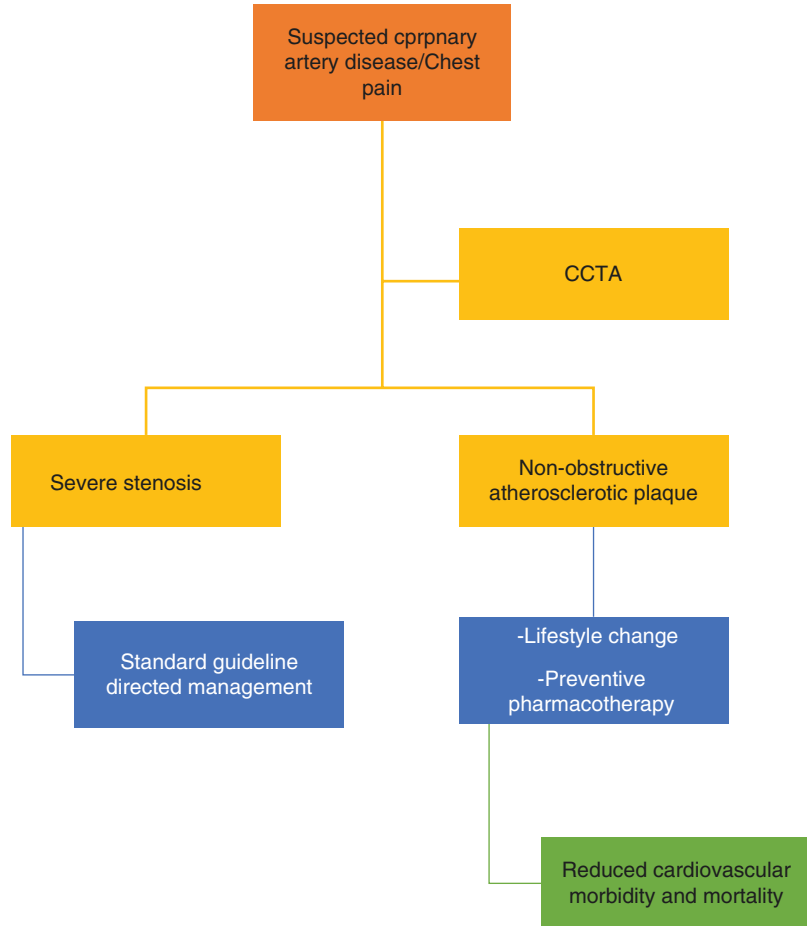 Suspected cprpnary
artery disease/Chest
pain
CCTA
Severe stenosis
Non-obstructive
atherosclerotic plaque
Standard guideline
directed management
-Lifestyle change
-Preventive
pharmacotherapy
Reduced cardiovascular
morbidity and mortality